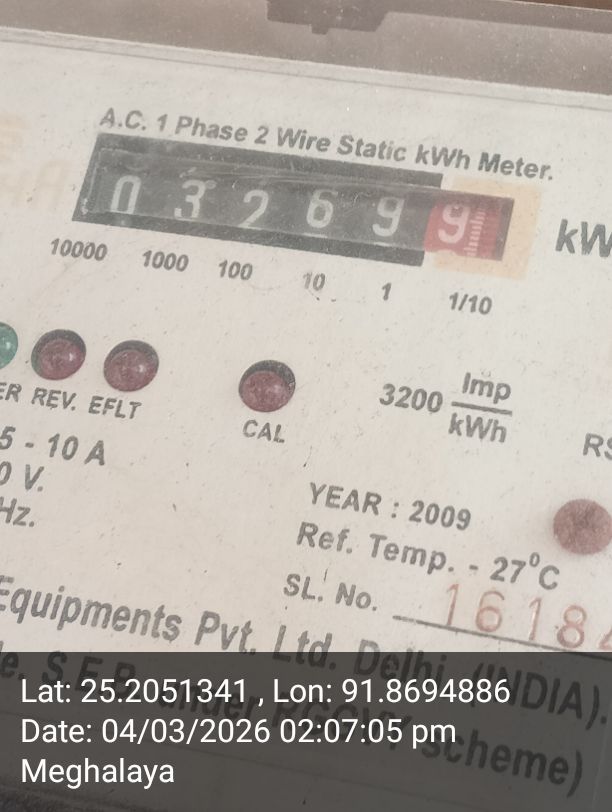 A.C. 1 Phase 2 Wire Static kWh Meter.
0 3 2 6 9 9
10000 1000 100 10 1 1/10
REV. EFLT
CAL
3200 Imp/kWh
5 - 10 A
0 V.
Hz.
YEAR : 2009
Ref. Temp. - 27°C
SL. No. 1618
Equipments Pvt. Ltd. Delhi (INDIA).
scheme)
Lat: 25.2051341 , Lon: 91.8694886
Date: 04/03/2026 02:07:05 pm
Meghalaya